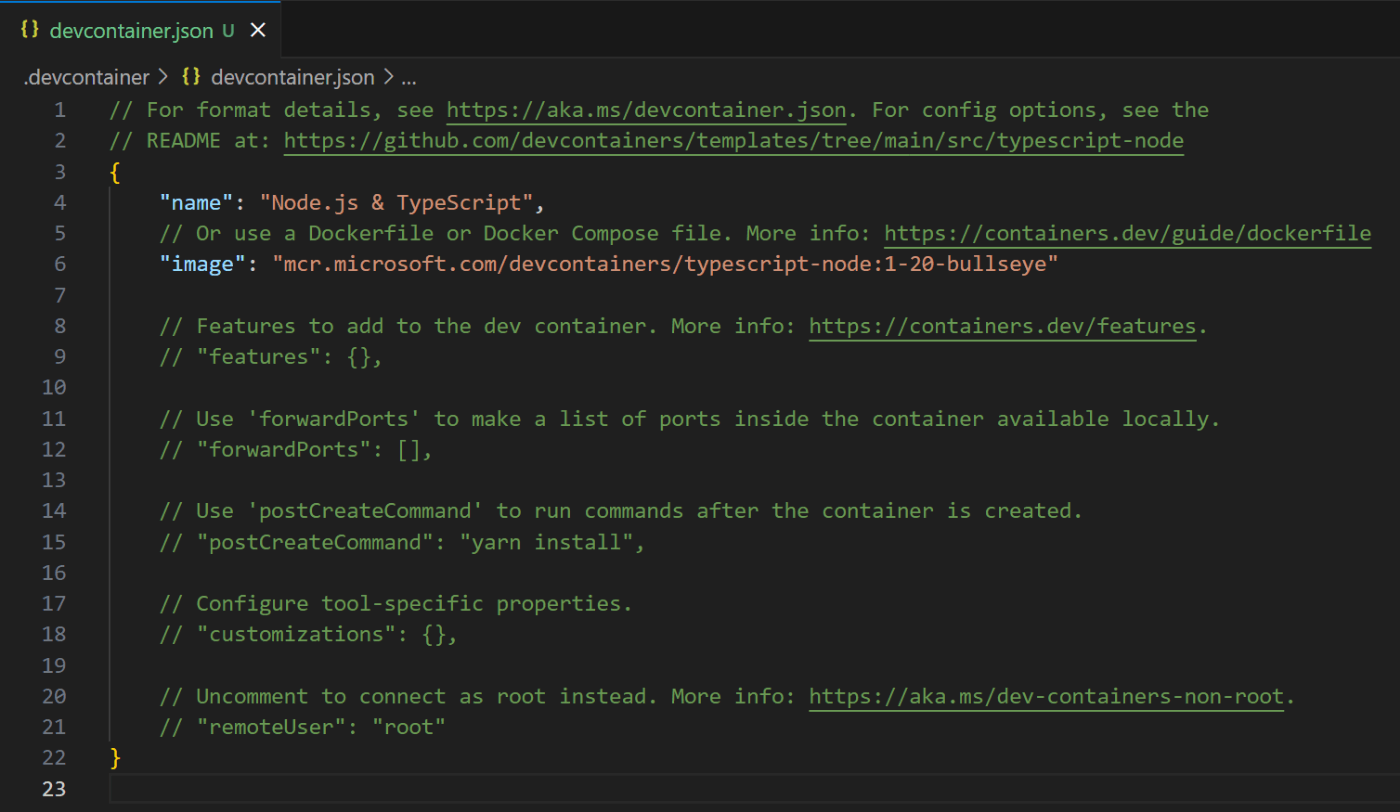 {} devcontainer.json U ×
.devcontainer > {} devcontainer.json > ...
1 // For format details, see https://aka.ms/devcontainer.json. For config options, see the
2 // README at: https://github.com/devcontainers/templates/tree/main/src/typescript-node
3 {
4     "name": "Node.js & TypeScript",
5     // Or use a Dockerfile or Docker Compose file. More info: https://containers.dev/guide/dockerfile
6     "image": "mcr.microsoft.com/devcontainers/typescript-node:1-20-bullseye"
7
8     // Features to add to the dev container. More info: https://containers.dev/features.
9     // "features": {},
10
11     // Use 'forwardPorts' to make a list of ports inside the container available locally.
12     // "forwardPorts": [],
13
14     // Use 'postCreateCommand' to run commands after the container is created.
15     // "postCreateCommand": "yarn install",
16
17     // Configure tool-specific properties.
18     // "customizations": {},
19
20     // Uncomment to connect as root instead. More info: https://aka.ms/dev-containers-non-root.
21     // "remoteUser": "root"
22 }
23